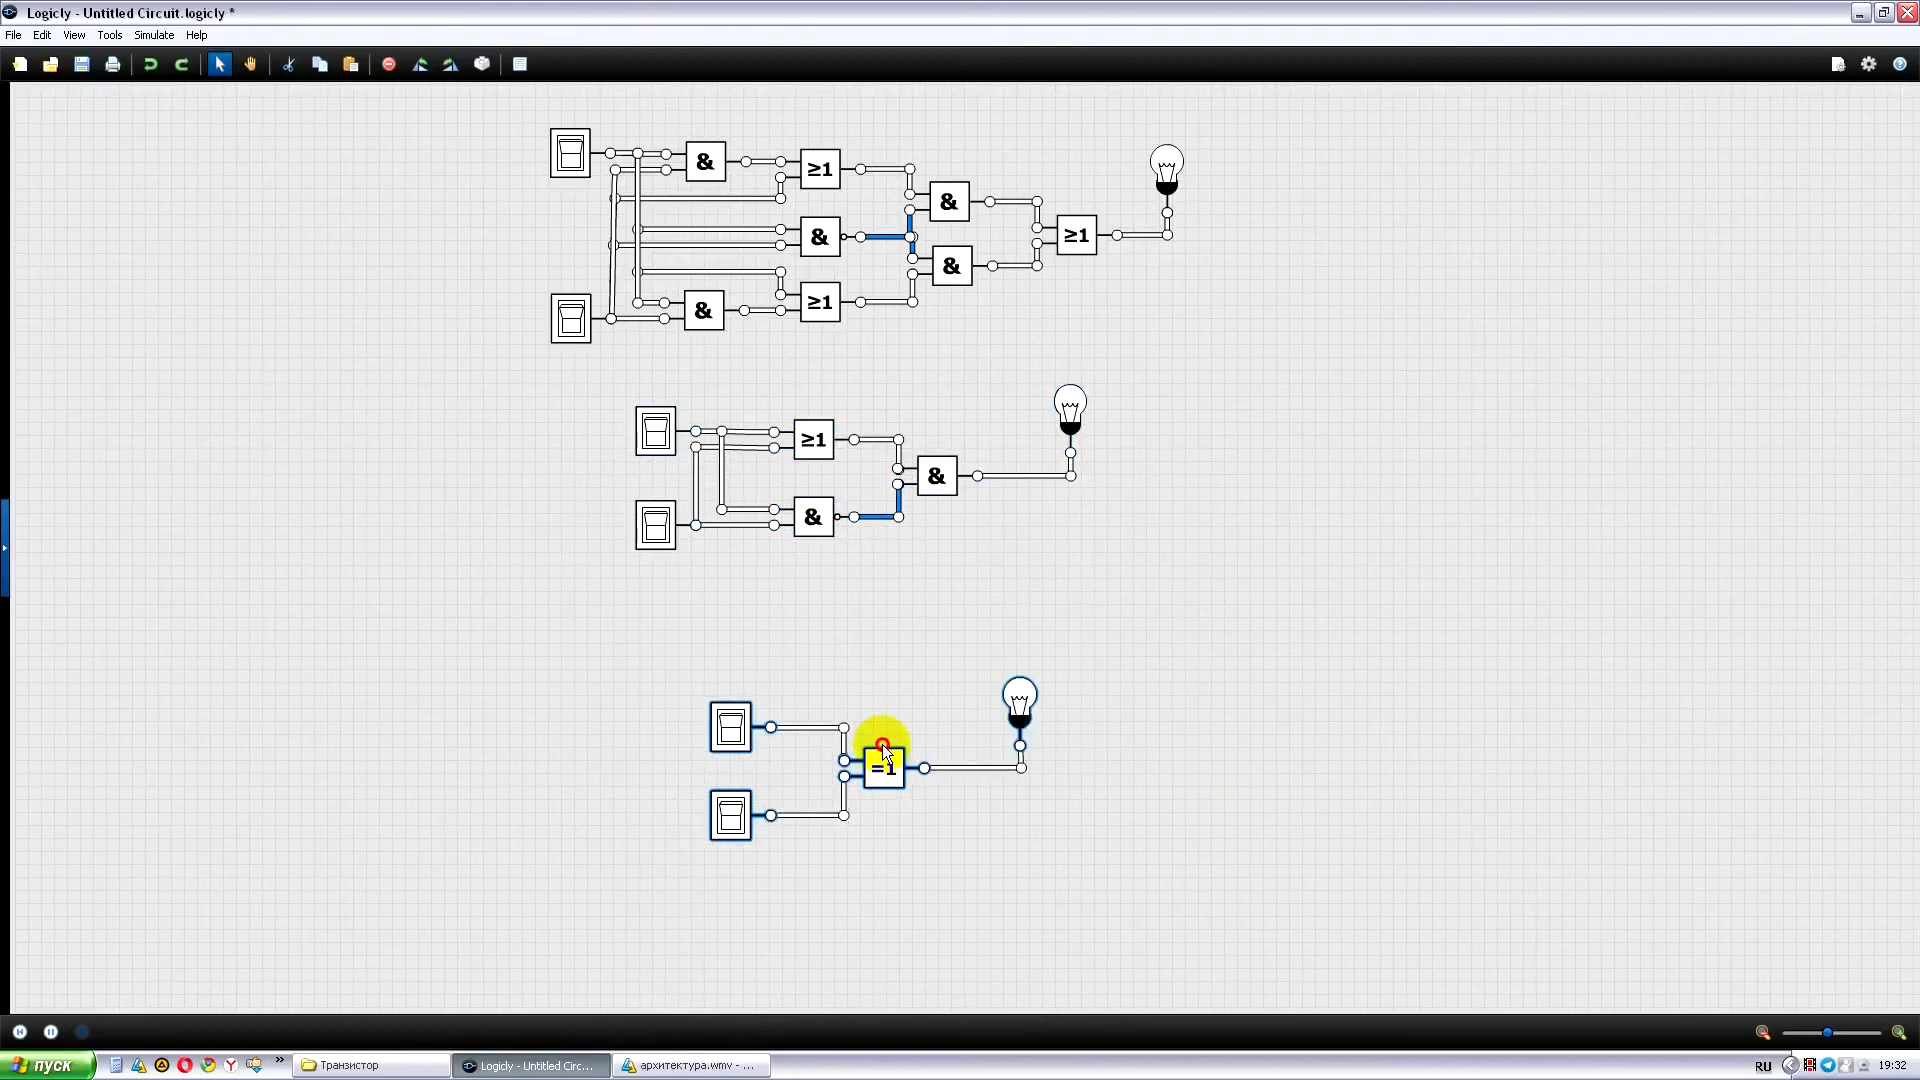 Logicly - Untitled Circuit.logicly *
File Edit View Tools Simulate Help
& ≥1
&
& ≥1
&
≥1
& ≥1
≥1
&
&
=1
пуск
» Транзистор
Logicly - Untitled Circ...
архитектура.wmv - ...
RU
19:32